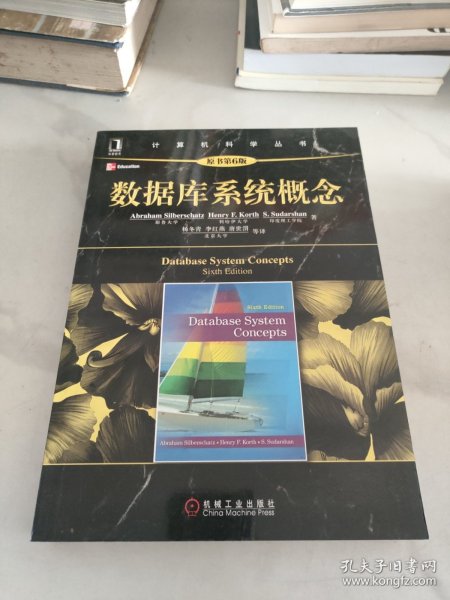 计算机科学丛书
Education
原书第6版
数据库系统概念
Abraham Silberschatz Henry F. Korth S. Sudarshan 著
耶鲁大学 理海伊大学 印度理工学院
杨冬青 李红燕 唐世渭 等译
北京大学
Database System Concepts
Sixth Edition
Sixth Edition
Database System
Concepts
Abraham Silberschatz • Henry F. Korth • S. Sudarshan
机械工业出版社
China Machine Press
孔夫子旧书网
www.kongfz.com